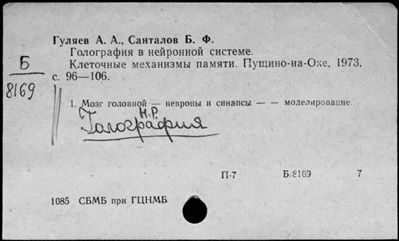 Гуляев А. А., Санталов Б. Ф.
Голография в нейронной системе.
Клеточные механизмы памяти. Пущино-на-Оке, 1973,
с. 96—106.
Б
8169
1. Мозг головной — невроны и синапсы — — моделирование
Н.Р.
Голография
П-7 Б:8169 7
1085 СБМБ при ГЦНМБ